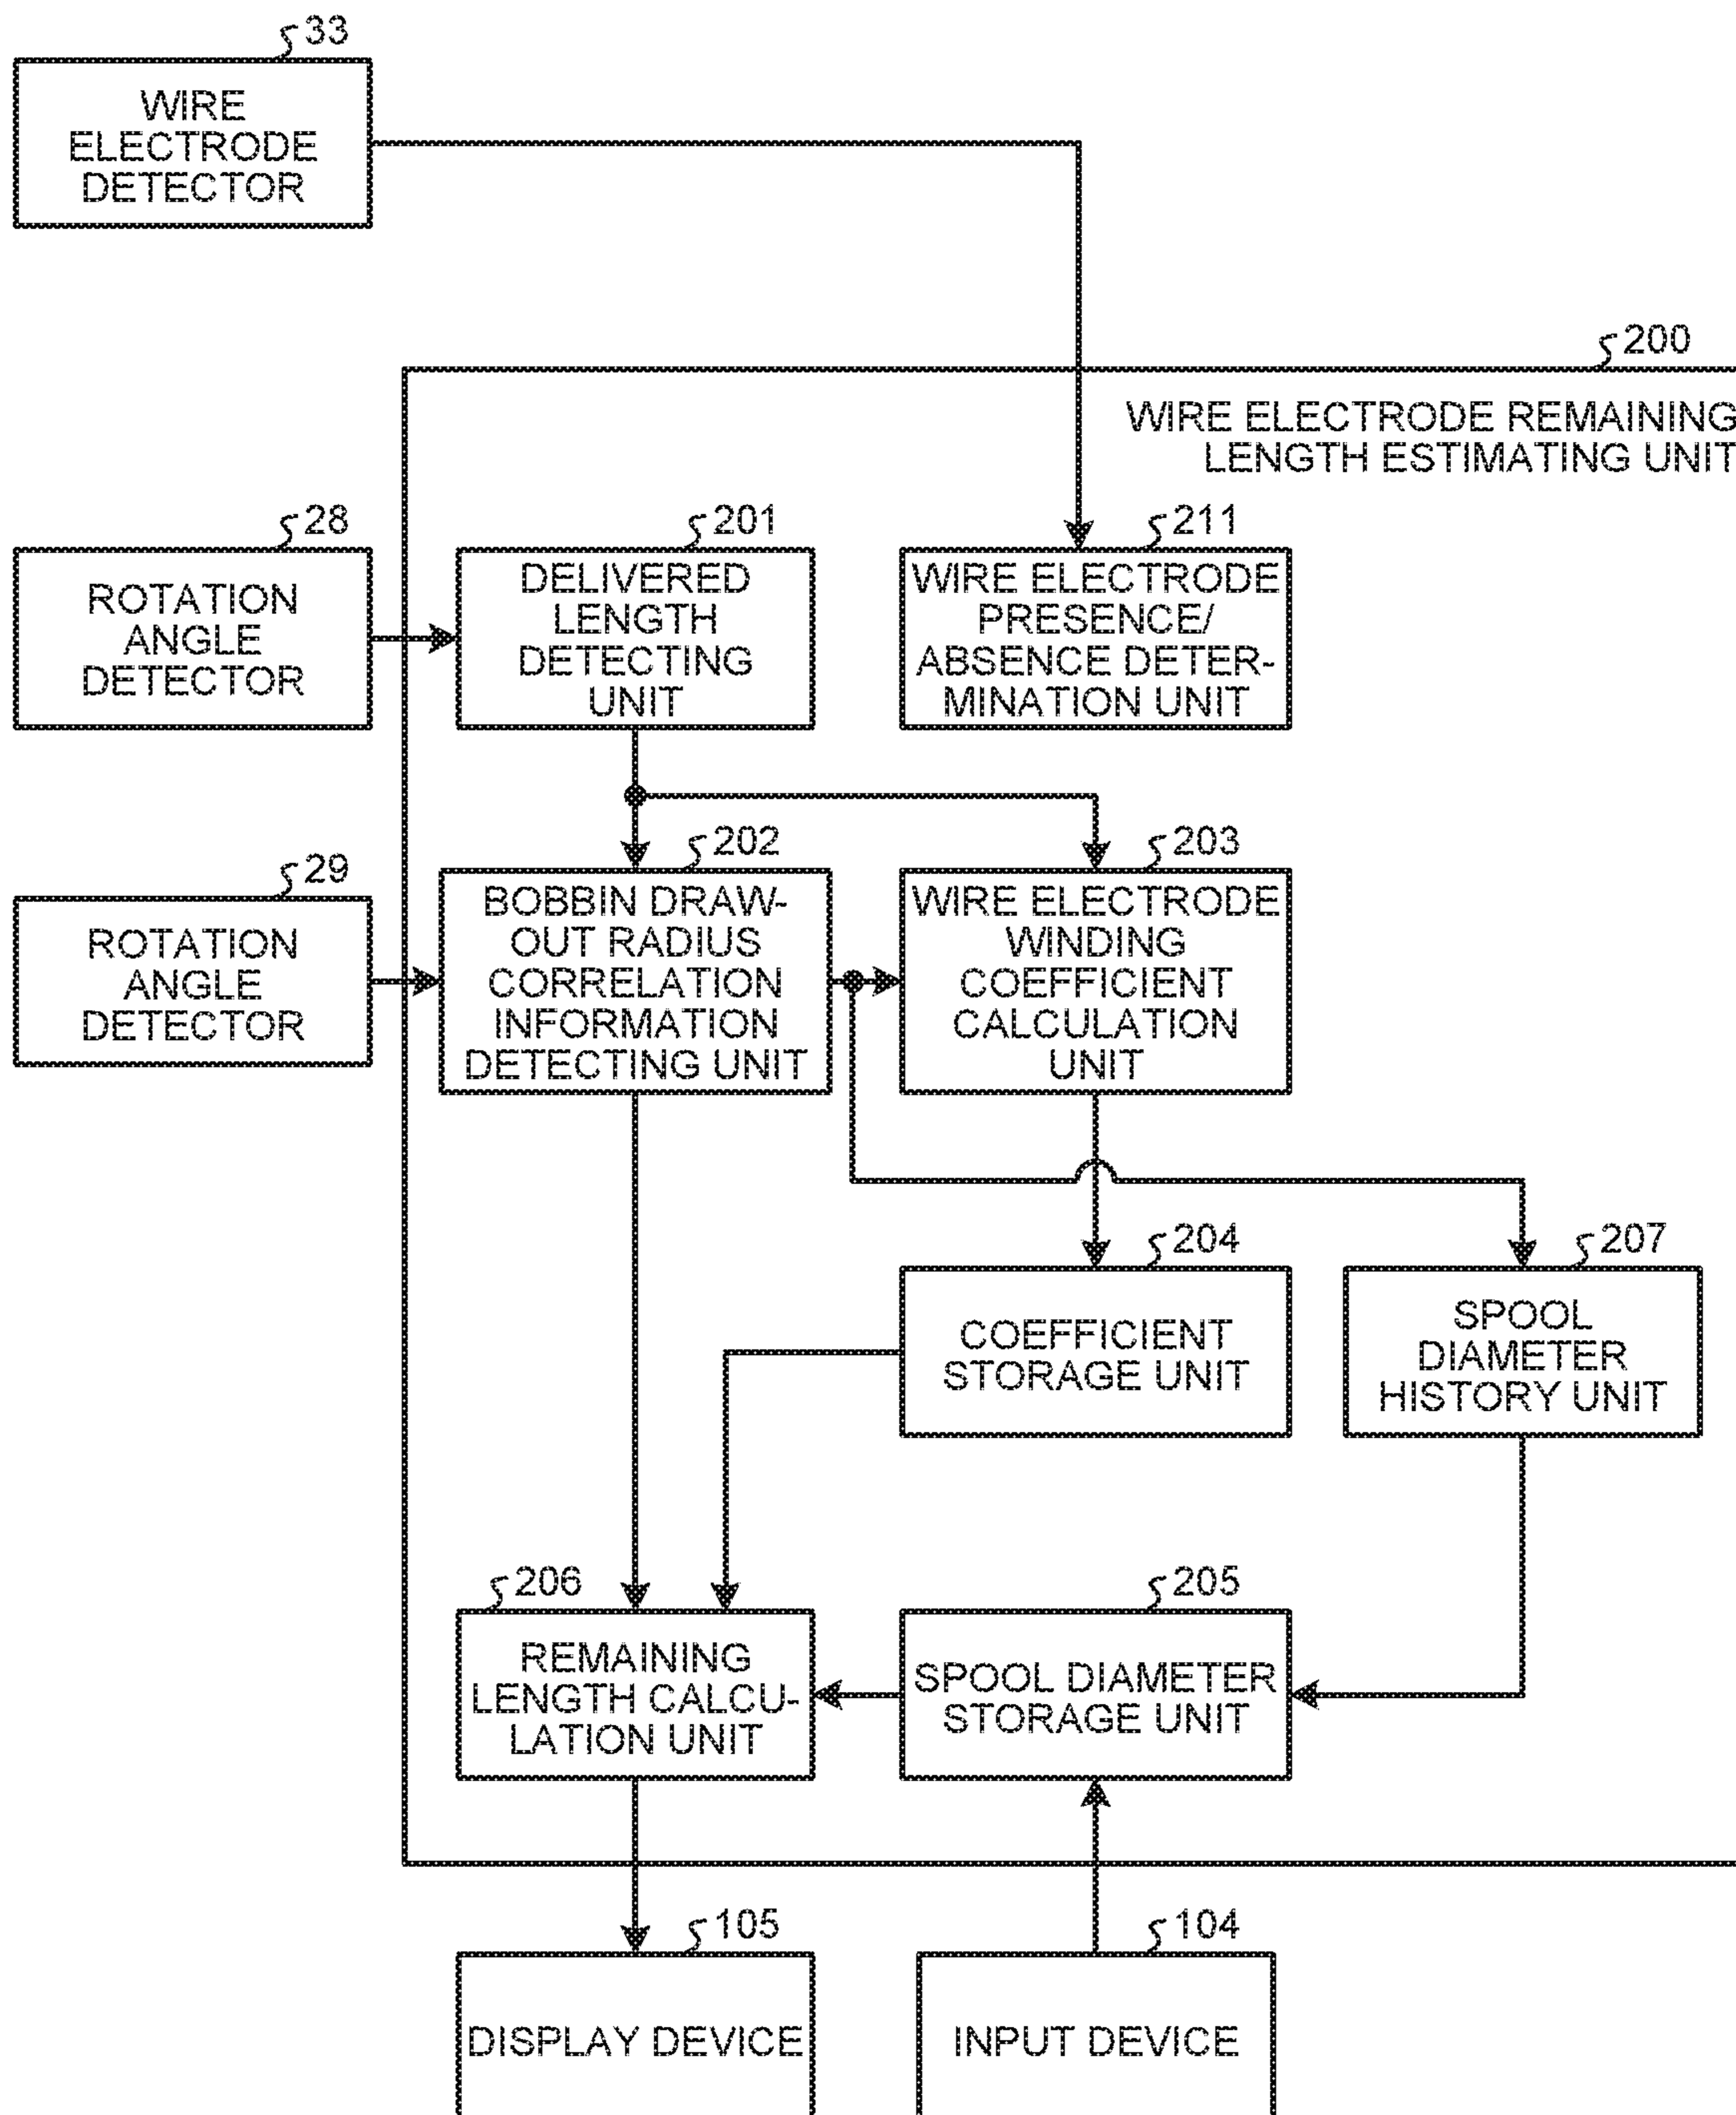 33
WIRE
ELECTRODE
DETECTOR
200
WIRE ELECTRODE REMAINING
LENGTH ESTIMATING UNIT
28
ROTATION
ANGLE
DETECTOR
201
DELIVERED
LENGTH
DETECTING
UNIT
211
WIRE ELECTRODE
PRESENCE/
ABSENCE DETER-
MINATION UNIT
29
ROTATION
ANGLE
DETECTOR
202
BOBBIN DRAW-
OUT RADIUS
CORRELATION
INFORMATION
DETECTING UNIT
203
WIRE ELECTRODE
WINDING
COEFFICIENT
CALCULATION
UNIT
204
COEFFICIENT
STORAGE UNIT
207
SPOOL
DIAMETER
HISTORY UNIT
206
REMAINING
LENGTH CALCU-
LATION UNIT
205
SPOOL DIAMETER
STORAGE UNIT
105
DISPLAY DEVICE
104
INPUT DEVICE